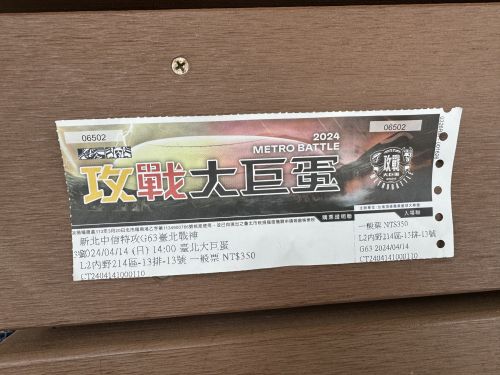 06502
06502
2024
METRO BATTLE
攻戰大巨蛋
購票證明聯
入場聯
新北中信特攻G63臺北戰神
2024/04/14 (日) 14:00 臺北大巨蛋
L2內野214區-13排-13號 一般票 NT$350
CT2404141000110
一般票 NT$350
L2內野214區-13排-13號
G63 2024/04/14
CT2404141000110